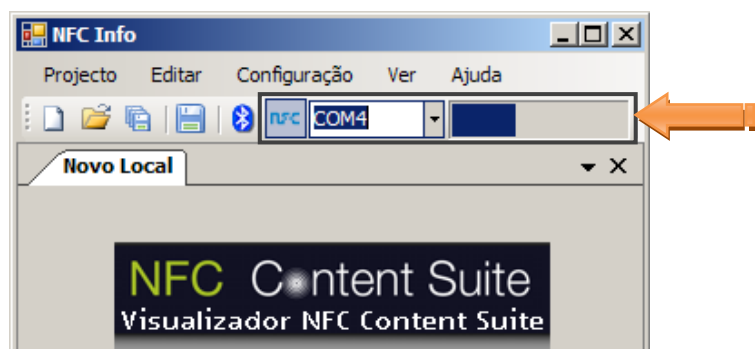 NFC Info
Projecto Editar Configuração Ver Ajuda
nfc COM4
Novo Local
NFC Content Suite
Visualizador NFC Content Suite